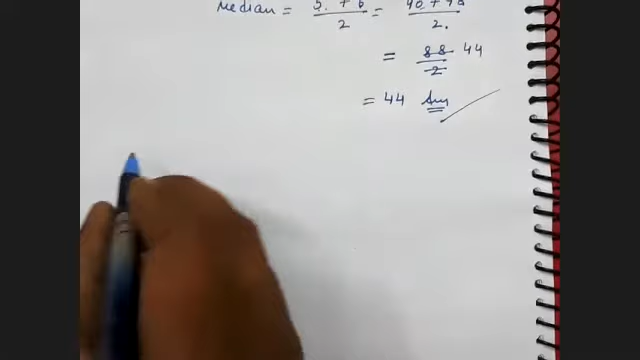 Median = 5 + 6 / 2 = 40 + 48 / 2
= 88 / 2 44
= 44 Ans